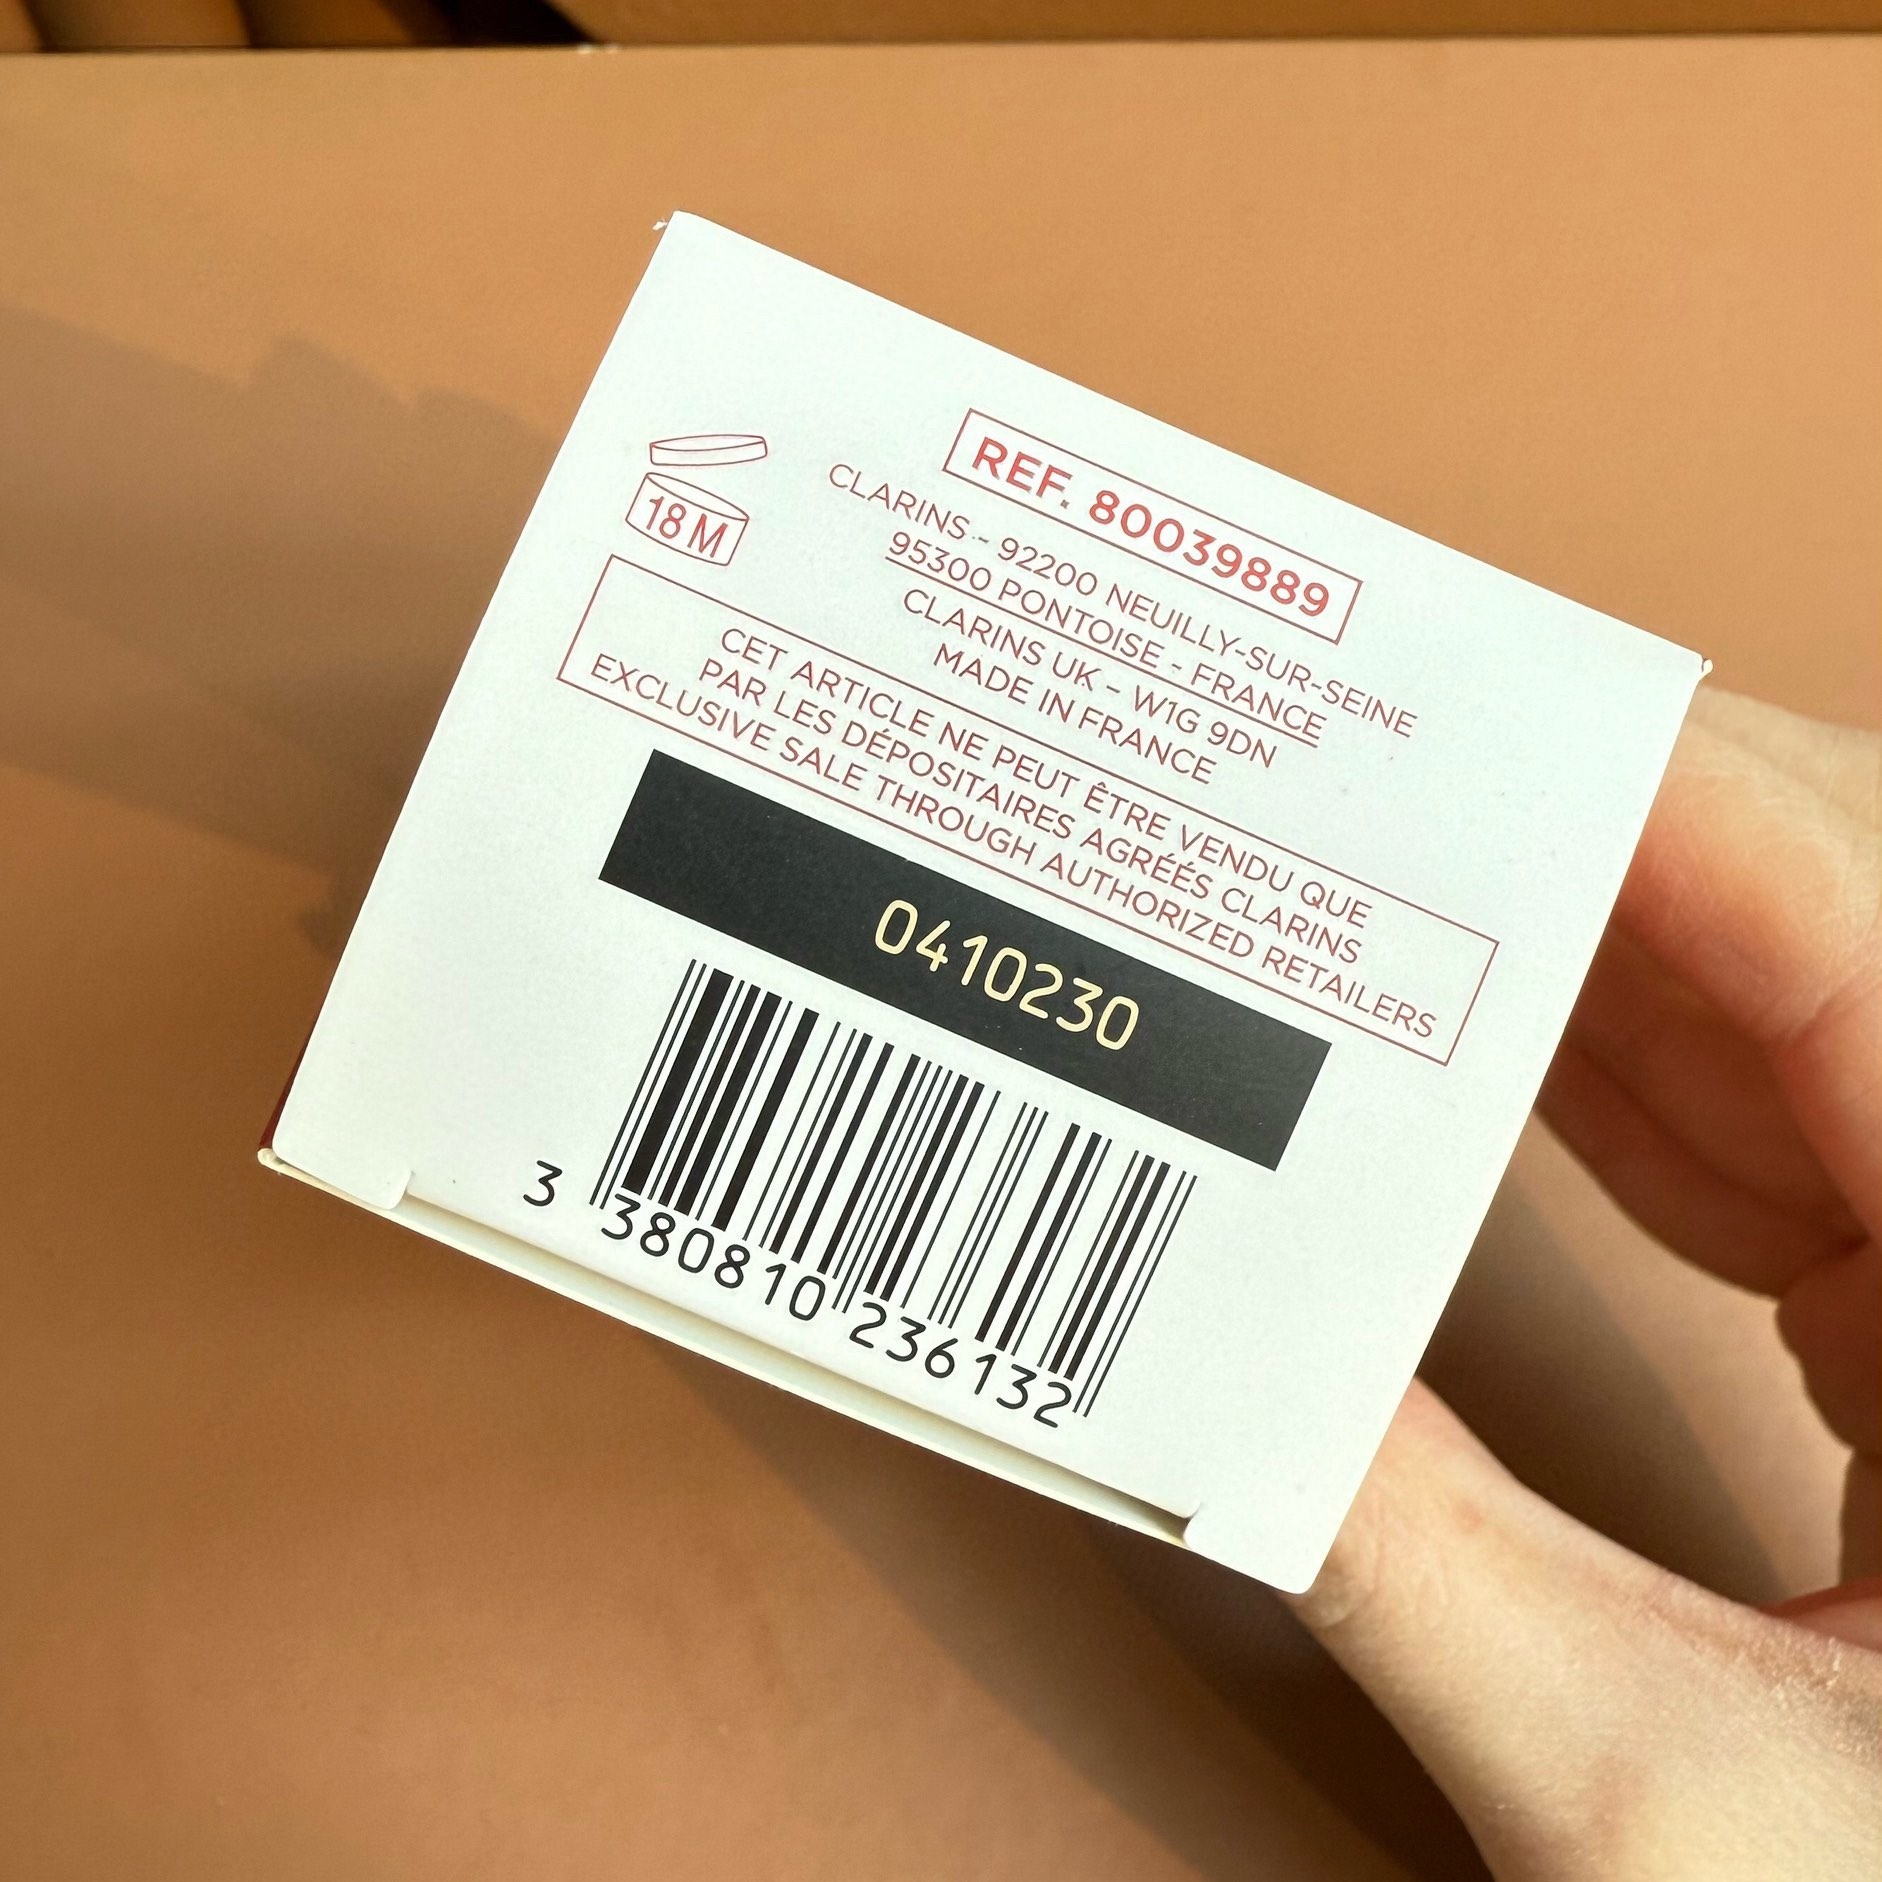 REF. 80039889
CLARINS - 92200 NEUILLY-SUR-SEINE
95300 PONTOISE - FRANCE
CLARINS UK - W1G 9DN
MADE IN FRANCE
18 M
CET ARTICLE NE PEUT ÊTRE VENDU QUE
PAR LES DÉPOSITAIRES AGRÉÉS CLARINS
EXCLUSIVE SALE THROUGH AUTHORIZED RETAILERS
0410230
3 380810 236132